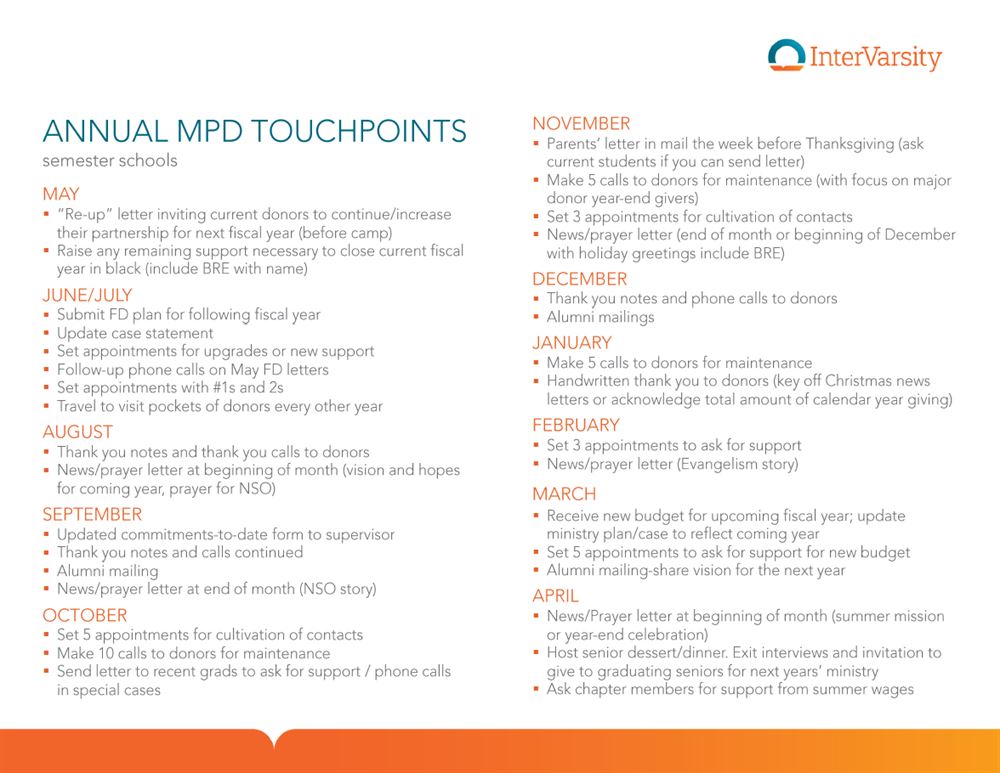 InterVarsity
ANNUAL MPD TOUCHPOINTS
semester schools
MAY
▪ “Re-up” letter inviting current donors to continue/increase
their partnership for next fiscal year (before camp)
▪ Raise any remaining support necessary to close current fiscal
year in black (include BRE with name)
JUNE/JULY
▪ Submit FD plan for following fiscal year
▪ Update case statement
▪ Set appointments for upgrades or new support
▪ Follow-up phone calls on May FD letters
▪ Set appointments with #1s and 2s
▪ Travel to visit pockets of donors every other year
AUGUST
▪ Thank you notes and thank you calls to donors
▪ News/prayer letter at beginning of month (vision and hopes
for coming year, prayer for NSO)
SEPTEMBER
▪ Updated commitments-to-date form to supervisor
▪ Thank you notes and calls continued
▪ Alumni mailing
▪ News/prayer letter at end of month (NSO story)
OCTOBER
▪ Set 5 appointments for cultivation of contacts
▪ Make 10 calls to donors for maintenance
▪ Send letter to recent grads to ask for support / phone calls
in special cases
NOVEMBER
▪ Parents’ letter in mail the week before Thanksgiving (ask
current students if you can send letter)
▪ Make 5 calls to donors for maintenance (with focus on major
donor year-end givers)
▪ Set 3 appointments for cultivation of contacts
▪ News/prayer letter (end of month or beginning of December
with holiday greetings include BRE)
DECEMBER
▪ Thank you notes and phone calls to donors
▪ Alumni mailings
JANUARY
▪ Make 5 calls to donors for maintenance
▪ Handwritten thank you to donors (key off Christmas news
letters or acknowledge total amount of calendar year giving)
FEBRUARY
▪ Set 3 appointments to ask for support
▪ News/prayer letter (Evangelism story)
MARCH
▪ Receive new budget for upcoming fiscal year; update
ministry plan/case to reflect coming year
▪ Set 5 appointments to ask for support for new budget
▪ Alumni mailing-share vision for the next year
APRIL
▪ News/Prayer letter at beginning of month (summer mission
or year-end celebration)
▪ Host senior dessert/dinner. Exit interviews and invitation to
give to graduating seniors for next years’ ministry
▪ Ask chapter members for support from summer wages